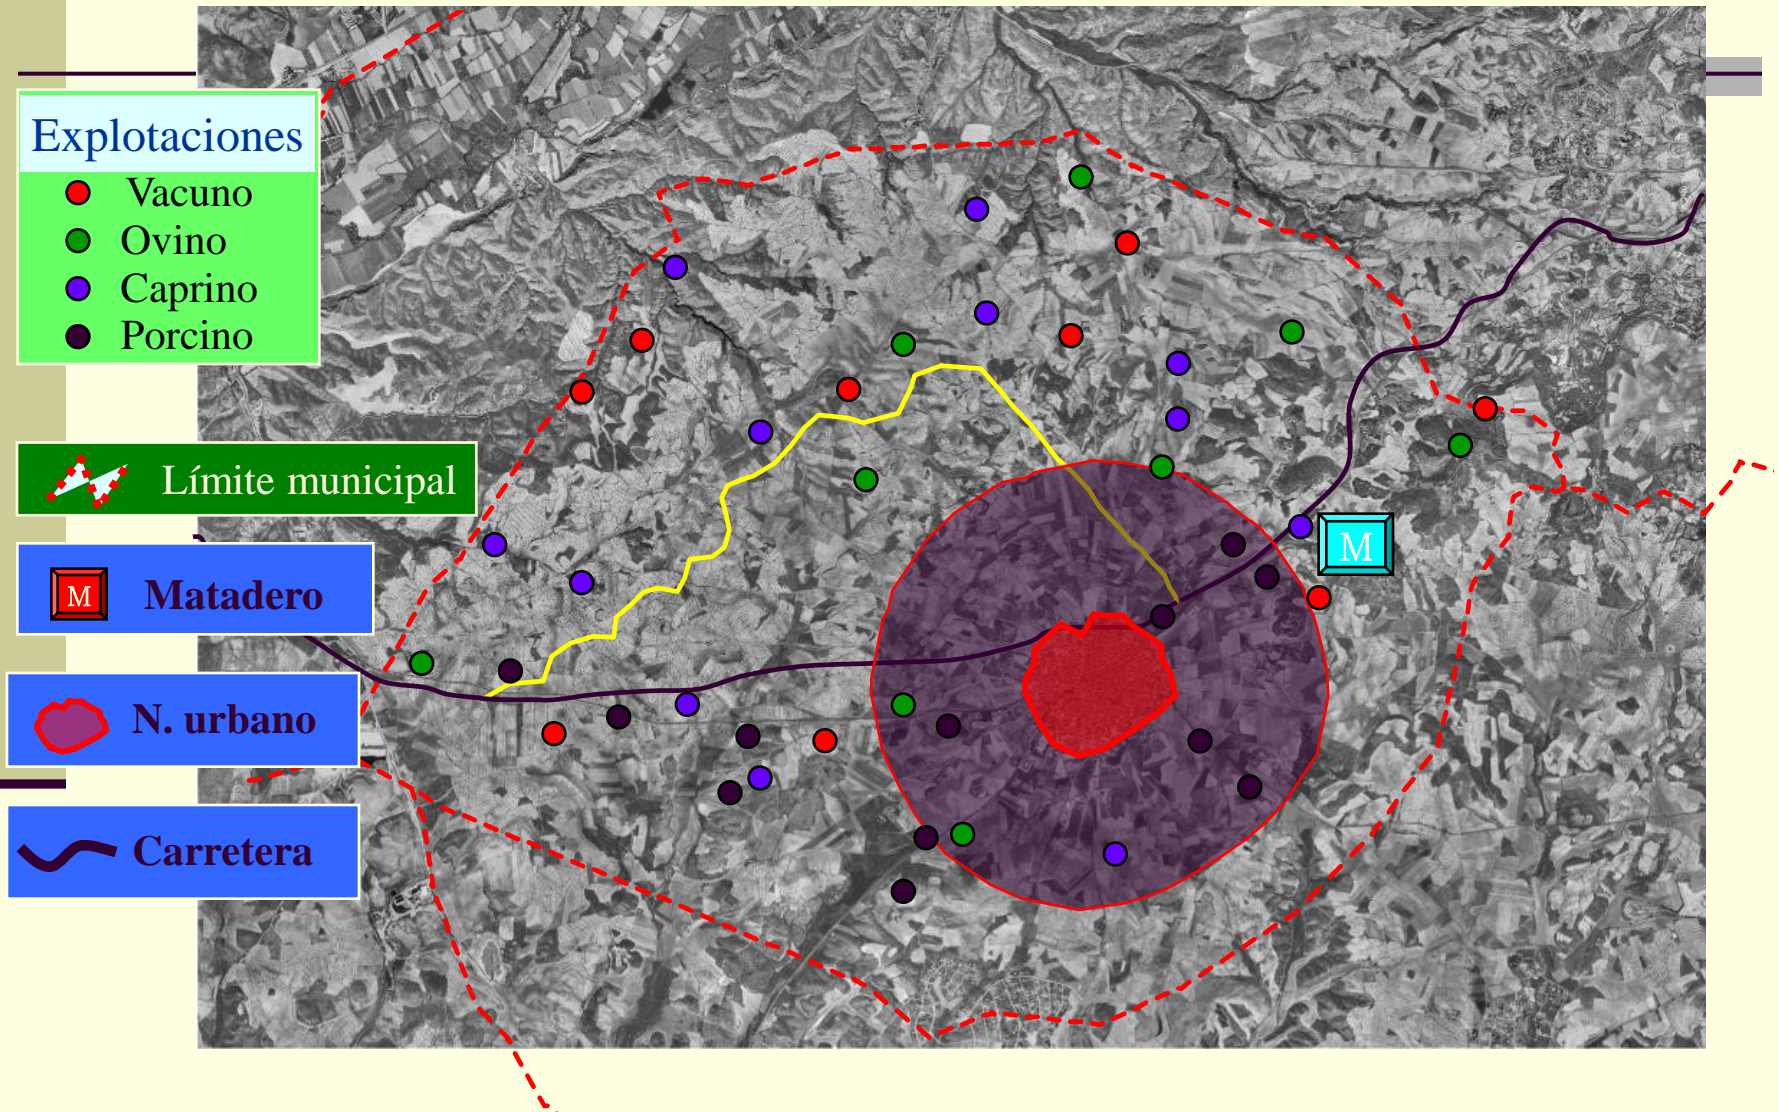 Explotaciones
Vacuno
Ovino
Caprino
Porcino
Límite municipal
M Matadero
M
N. urbano
Carretera